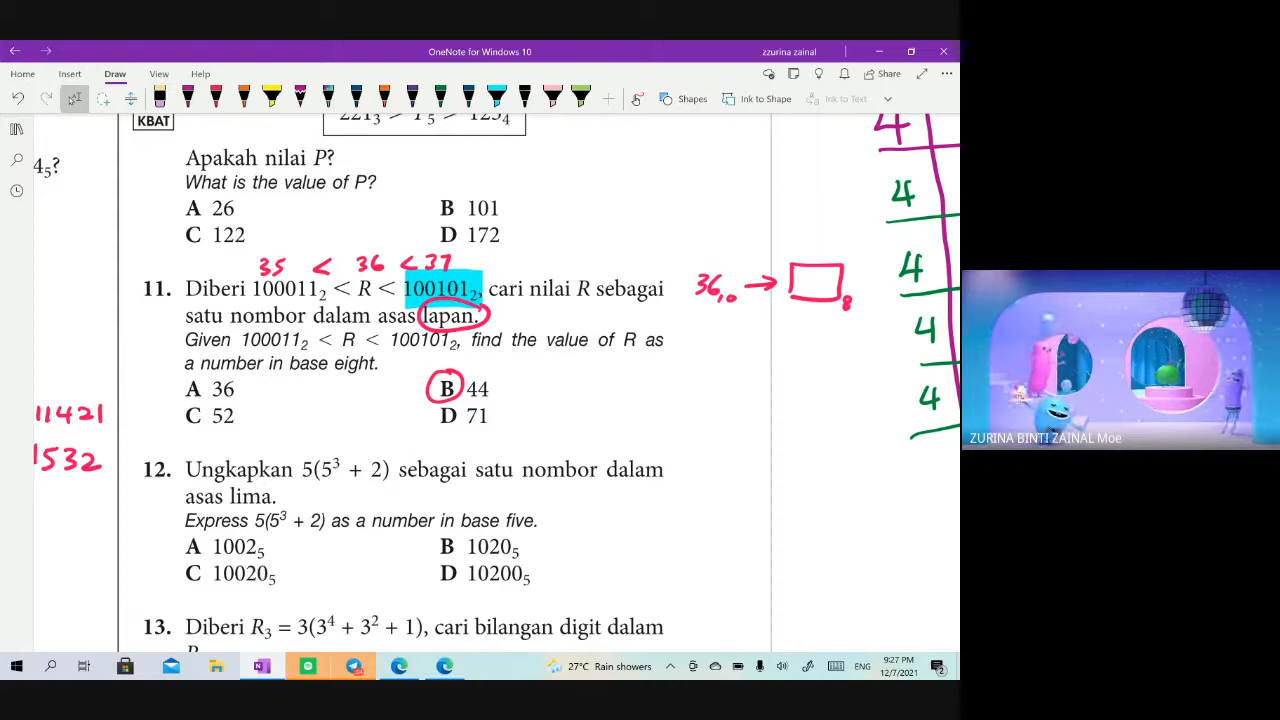 OneNote for Windows 10
zzurina zainal
Home
Insert
Draw
View
Help
Share
Shapes
Ink to Shape
Ink to Text
KBAT
4₅?
Apakah nilai P?
What is the value of P?
A 26
B 101
C 122
D 172
35 < 36 < 37
11. Diberi 100011₂ < R < 100101₂, cari nilai R sebagai
satu nombor dalam asas lapan.
Given 100011₂ < R < 100101₂, find the value of R as
a number in base eight.
A 36
B 44
C 52
D 71
36₁₀ → □₈
11421
1532
12. Ungkapkan 5(5³ + 2) sebagai satu nombor dalam
asas lima.
Express 5(5³ + 2) as a number in base five.
A 1002₅
B 1020₅
C 10020₅
D 10200₅
13. Diberi R₃ = 3(3⁴ + 3² + 1), cari bilangan digit dalam
4
4
4
4
4
ZURINA BINTI ZAINAL Moe
27°C Rain showers
ENG
9:27 PM
12/7/2021
2